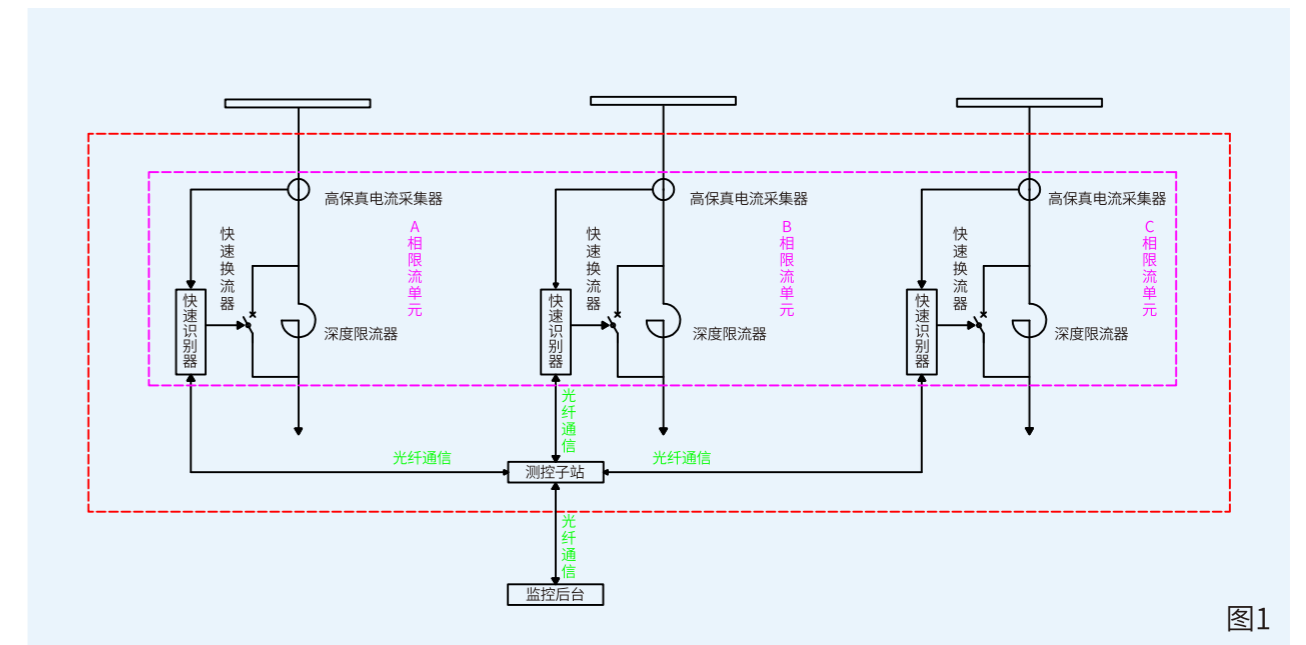 高保真电流采集器
高保真电流采集器
高保真电流采集器
A相限流单元
B相限流单元
C相限流单元
快速换流器
快速换流器
快速换流器
快速识别器
快速识别器
快速识别器
深度限流器
深度限流器
深度限流器
光纤通信
光纤通信
光纤通信
测控子站
光纤通信
监控后台
图1